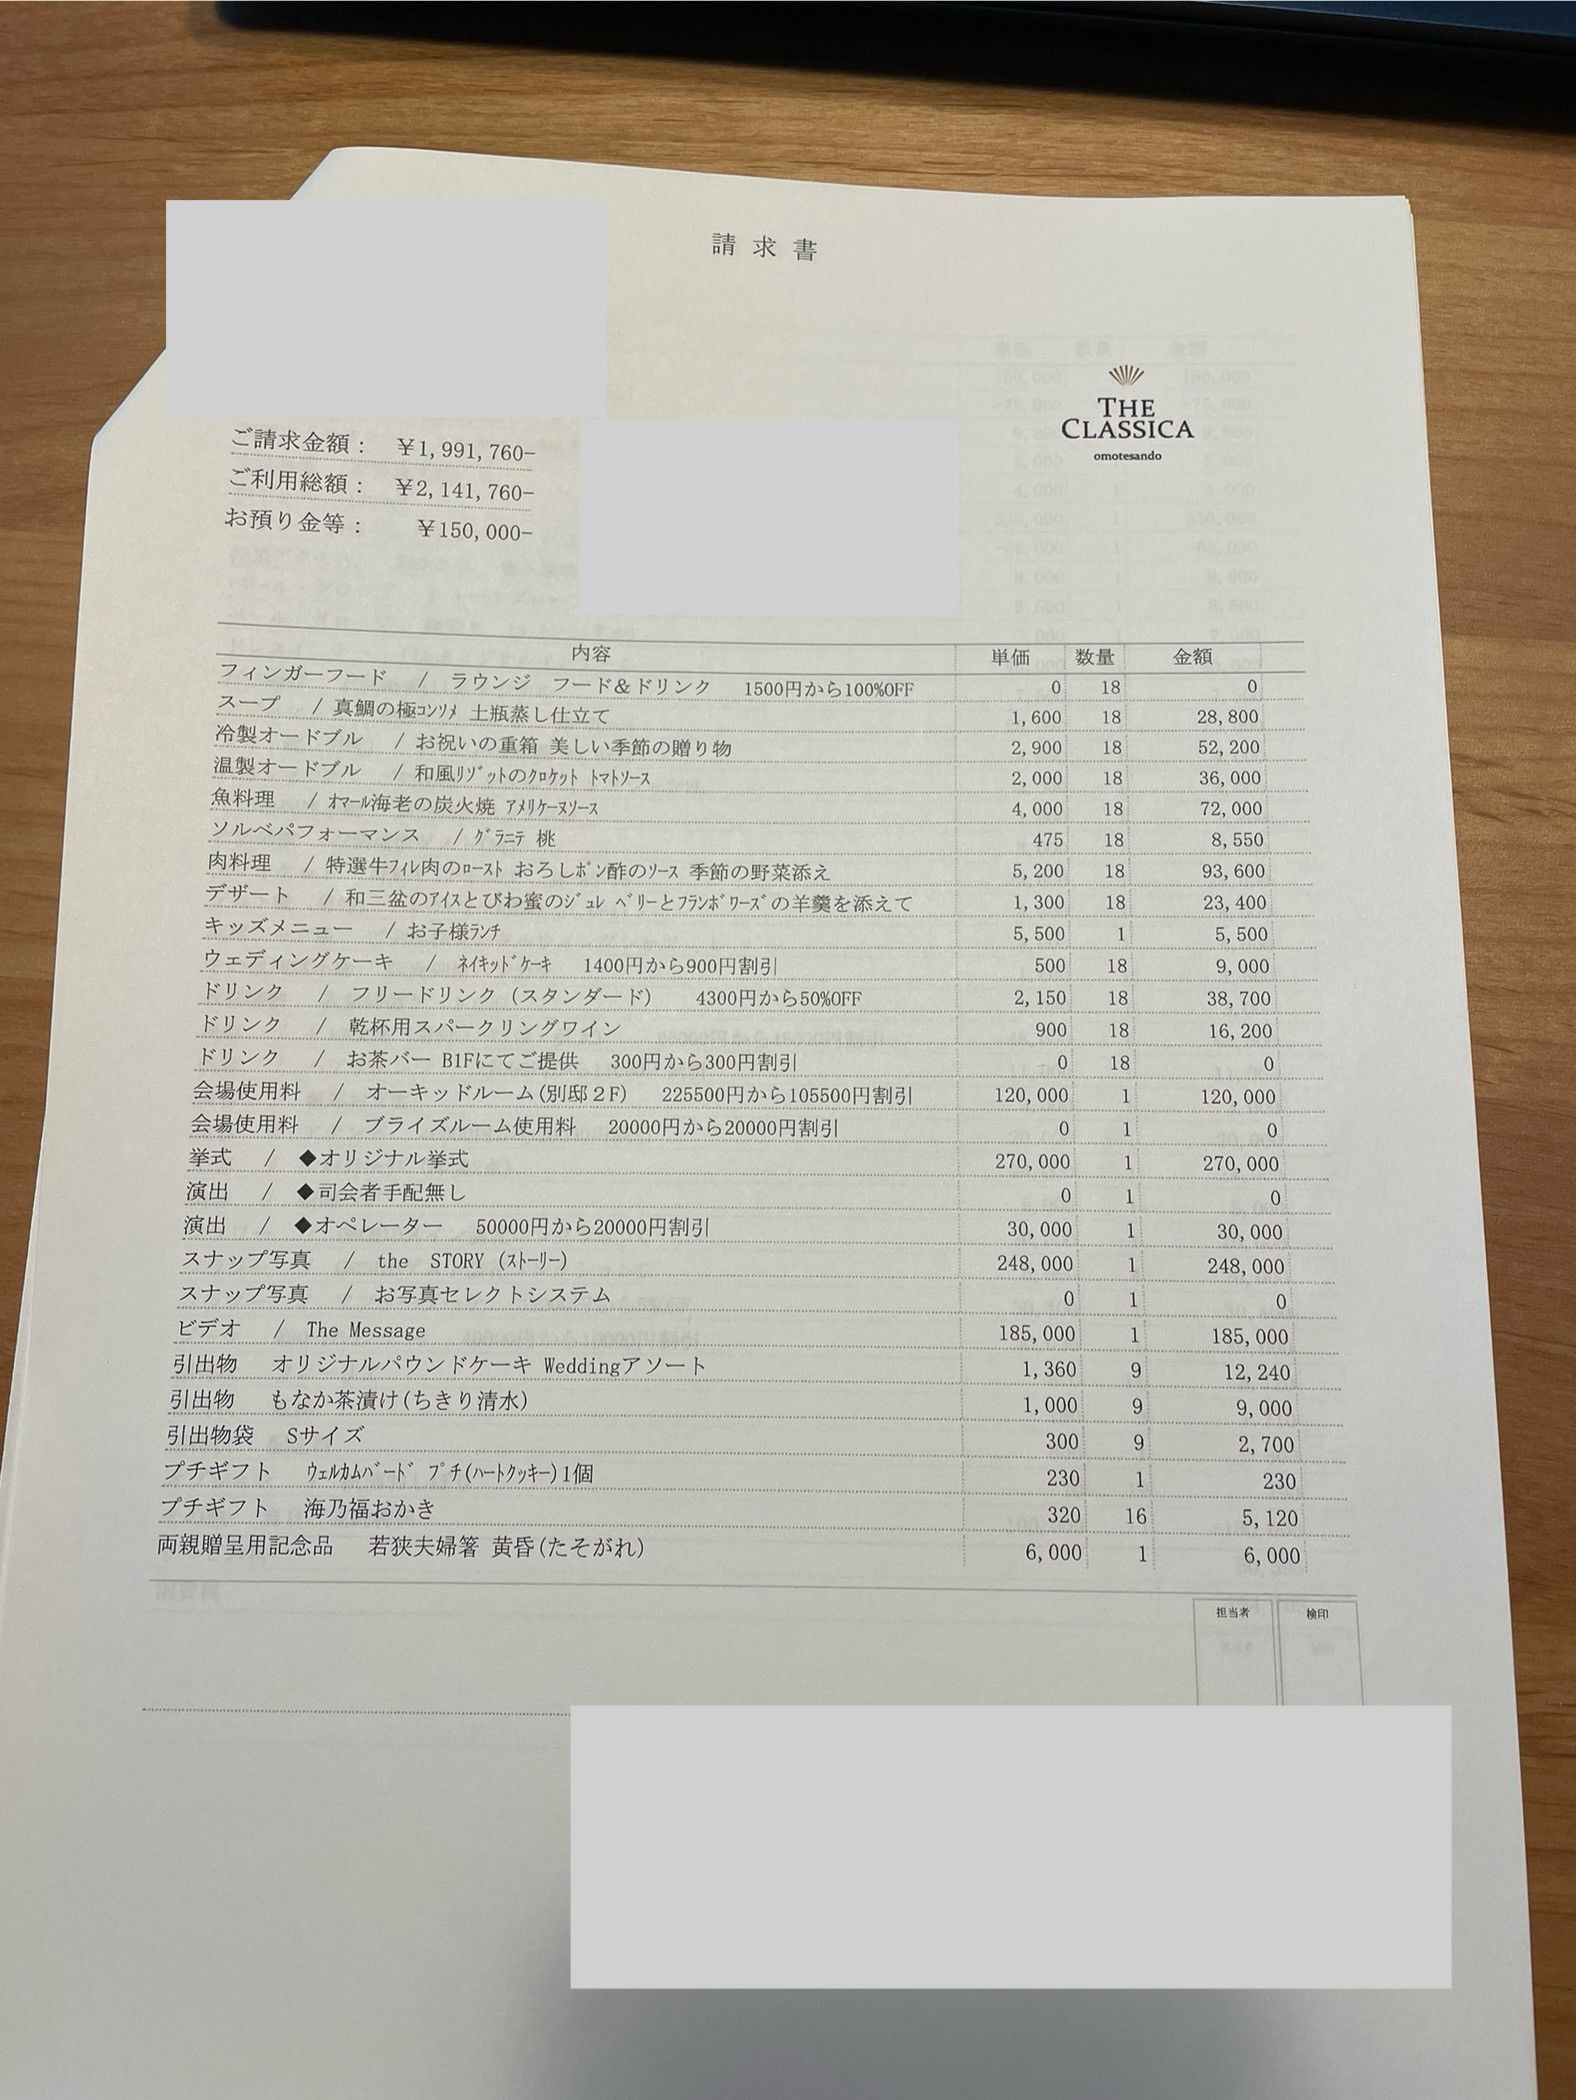 請求書
THE
CLASSICA
omotesando
ご請求金額： ￥1,991,760-
ご利用総額： ￥2,141,760-
お預り金等： ￥150,000-
内容 単価 数量 金額
フィンガーフード / ラウンジ フード＆ドリンク 1500円から100%OFF 0 18 0
スープ / 真鯛の極ｺﾝｿﾒ 土瓶蒸し仕立て 1,600 18 28,800
冷製オードブル / お祝いの重箱 美しい季節の贈り物 2,900 18 52,200
温製オードブル / 和風ﾘｿﾞｯﾄのｸﾛｹｯﾄ ﾄﾏﾄｿｰｽ 2,000 18 36,000
魚料理 / ｵﾏｰﾙ海老の炭火焼 ｱﾒﾘｹｰﾇｿｰｽ 4,000 18 72,000
ソルベパフォーマンス / ｸﾞﾗﾆﾃ 桃 475 18 8,550
肉料理 / 特選牛ﾌｨﾚ肉のﾛｰｽﾄ おろしﾎﾟﾝ酢のｿｰｽ 季節の野菜添え 5,200 18 93,600
デザート / 和三盆のｱｲｽとびわ蜜のｼﾞｭﾚ ﾍﾞﾘｰとﾌﾗﾝﾎﾞﾜｰｽﾞの羊羹を添えて 1,300 18 23,400
キッズメニュー / お子様ﾗﾝﾁ 5,500 1 5,500
ウェディングケーキ / ﾈｲｷｯﾄﾞｹｰｷ 1400円から900円割引 500 18 9,000
ドリンク / フリードリンク（スタンダード） 4300円から50%OFF 2,150 18 38,700
ドリンク / 乾杯用スパークリングワイン 900 18 16,200
ドリンク / お茶バー B1Fにてご提供 300円から300円割引 0 18 0
会場使用料 / オーキッドルーム(別邸２F) 225500円から105500円割引 120,000 1 120,000
会場使用料 / ブライズルーム使用料 20000円から20000円割引 0 1 0
挙式 / ◆オリジナル挙式 270,000 1 270,000
演出 / ◆司会者手配無し 0 1 0
演出 / ◆オペレーター 50000円から20000円割引 30,000 1 30,000
スナップ写真 / the STORY (ｽﾄｰﾘｰ) 248,000 1 248,000
スナップ写真 / お写真セレクトシステム 0 1 0
ビデオ / The Message 185,000 1 185,000
引出物 オリジナルパウンドケーキ Weddingアソート 1,360 9 12,240
引出物 もなか茶漬け(ちきり清水) 1,000 9 9,000
引出物袋 Sサイズ 300 9 2,700
プチギフト ｳｪﾙｶﾑﾊﾞｰﾄﾞ ﾌﾟﾁ(ﾊｰﾄｸｯｷｰ)1個 230 1 230
プチギフト 海乃福おかき 320 16 5,120
両親贈呈用記念品 若狭夫婦箸 黄昏(たそがれ) 6,000 1 6,000
担当者 検印